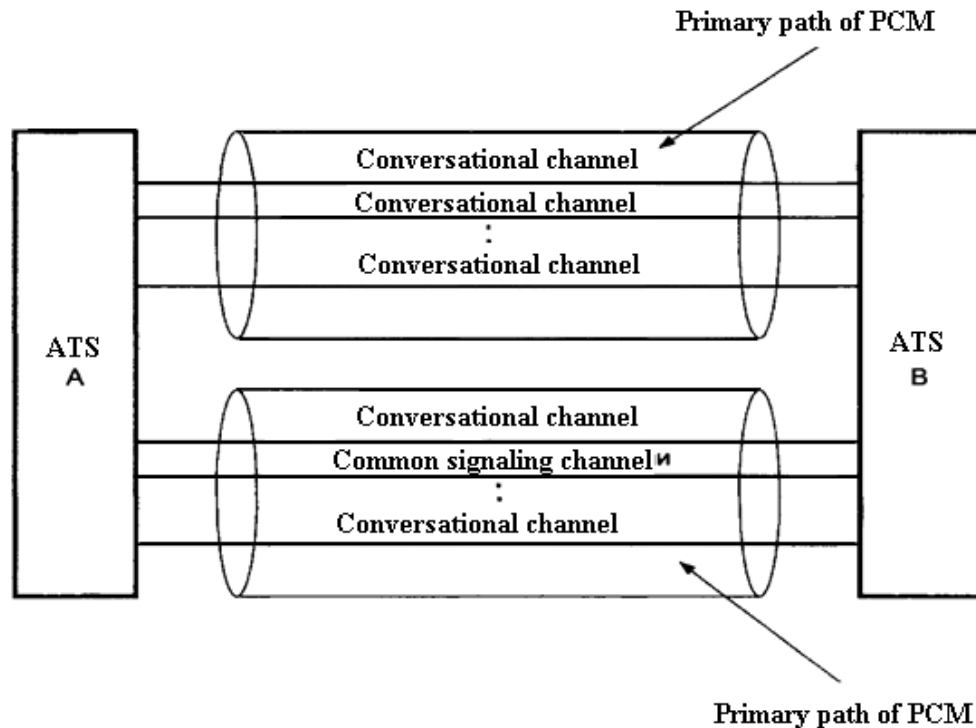 Primary path of PCM
Conversational channel
Conversational channel
Conversational channel
ATS
A
ATS
B
Conversational channel
Common signaling channel и
Conversational channel
Primary path of PCM